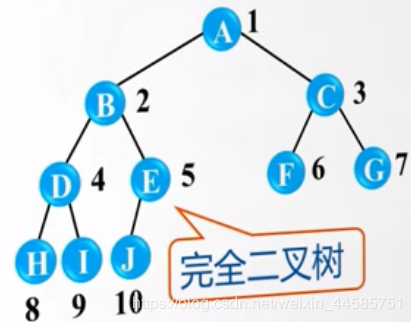 A 1
B 2
C 3
D 4
E 5
F 6
G 7
H
I
J
8
9
10
完全二叉树
https://blog.csdn.net/weixin_44585751